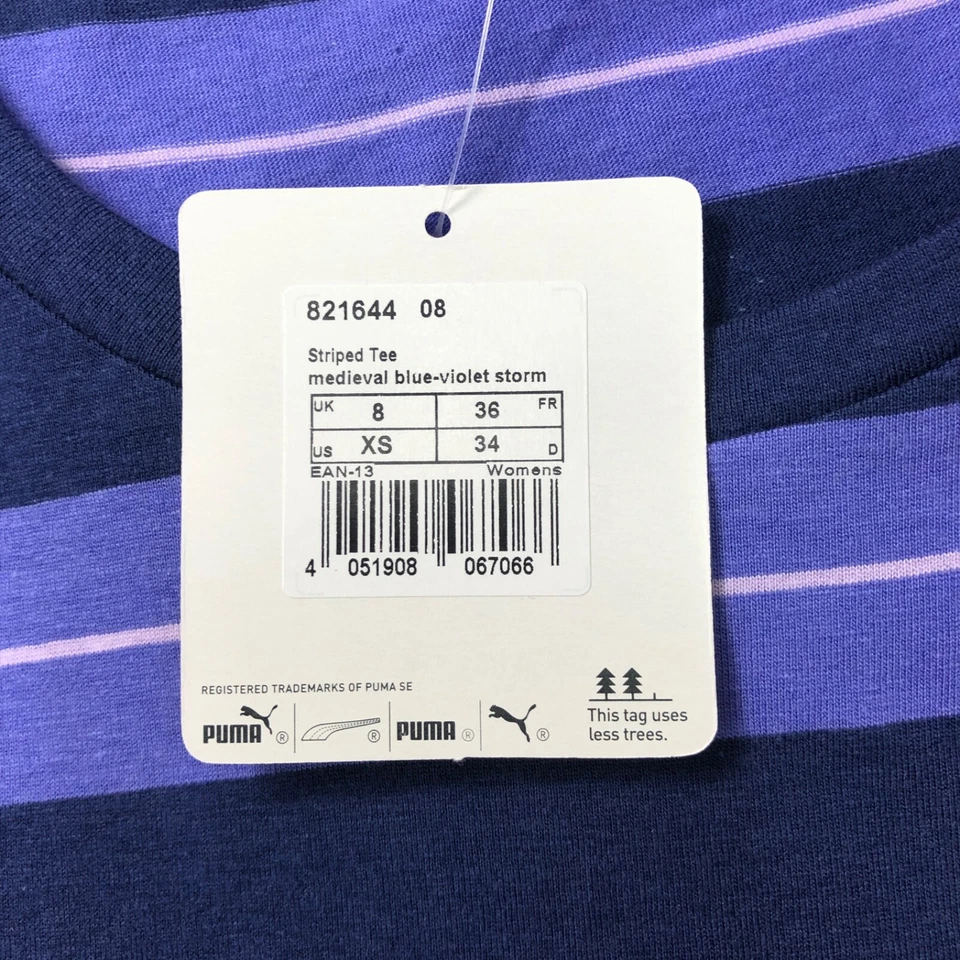 821644 08
Striped Tee
medieval blue-violet storm
UK 8 36 FR
US XS 34 D
EAN-13 Womens
4 051908 067066
REGISTERED TRADEMARKS OF PUMA SE
PUMA ® ® PUMA ® ®
This tag uses
less trees.